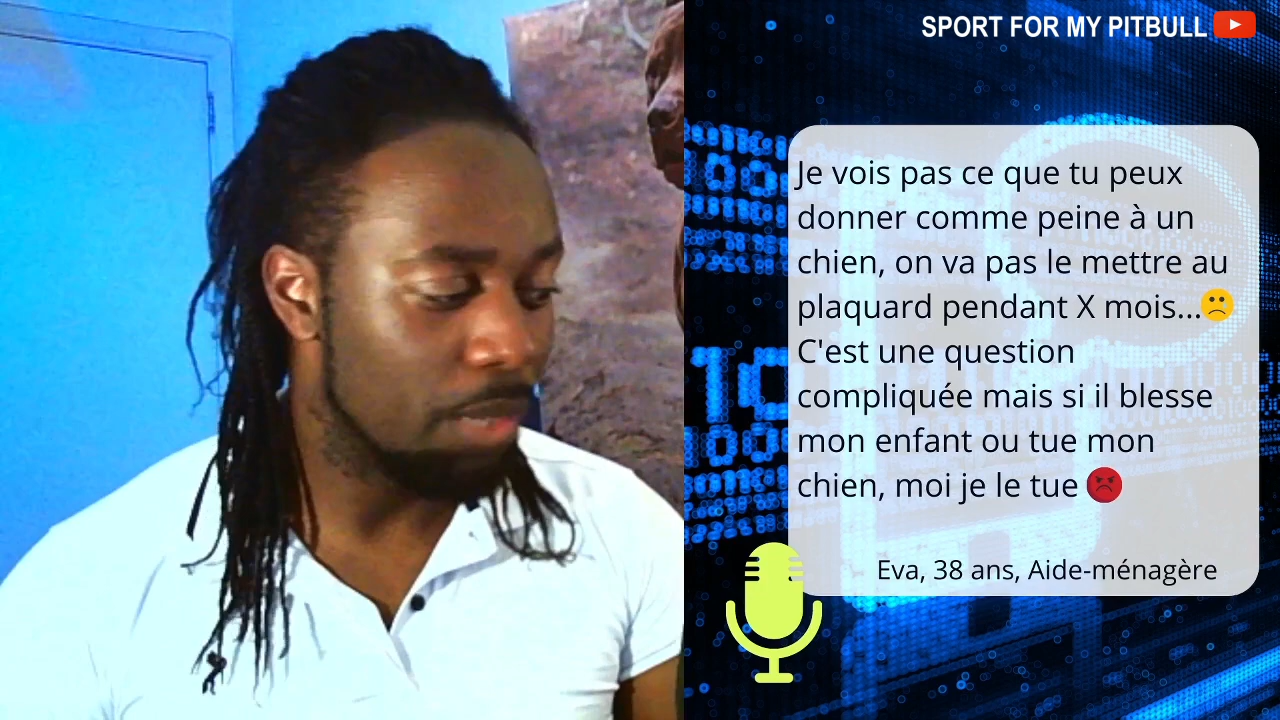 SPORT FOR MY PITBULL
Je vois pas ce que tu peux
donner comme peine à un
chien, on va pas le mettre au
plaquard pendant X mois...🙁
C'est une question
compliquée mais si il blesse
mon enfant ou tue mon
chien, moi je le tue 😡
Eva, 38 ans, Aide-ménagère